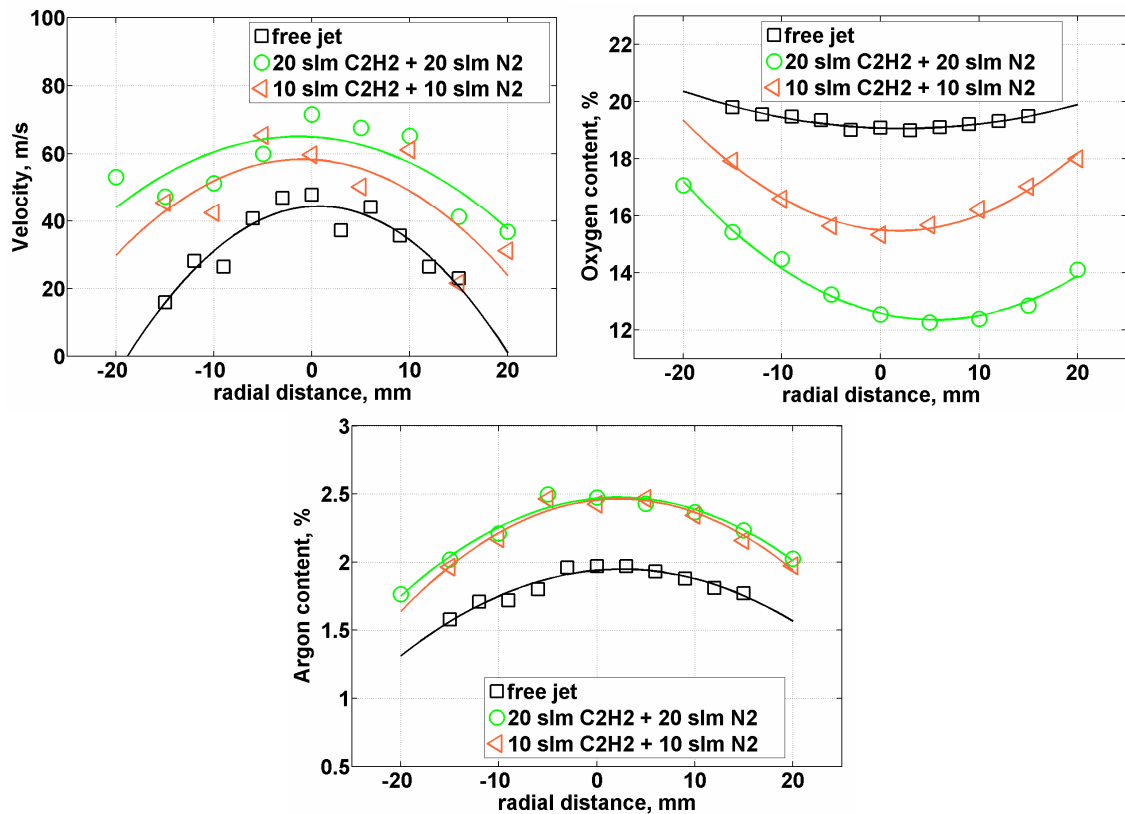 100
80
60
40
20
0
Velocity, m/s
free jet
20 slm C2H2 + 20 slm N2
10 slm C2H2 + 10 slm N2
-20 -10 0 10 20
radial distance, mm
22
20
18
16
14
12
Oxygen content, %
free jet
20 slm C2H2 + 20 slm N2
10 slm C2H2 + 10 slm N2
-20 -10 0 10 20
radial distance, mm
3
2.5
2
1.5
1
0.5
Argon content, %
free jet
20 slm C2H2 + 20 slm N2
10 slm C2H2 + 10 slm N2
-20 -10 0 10 20
radial distance, mm